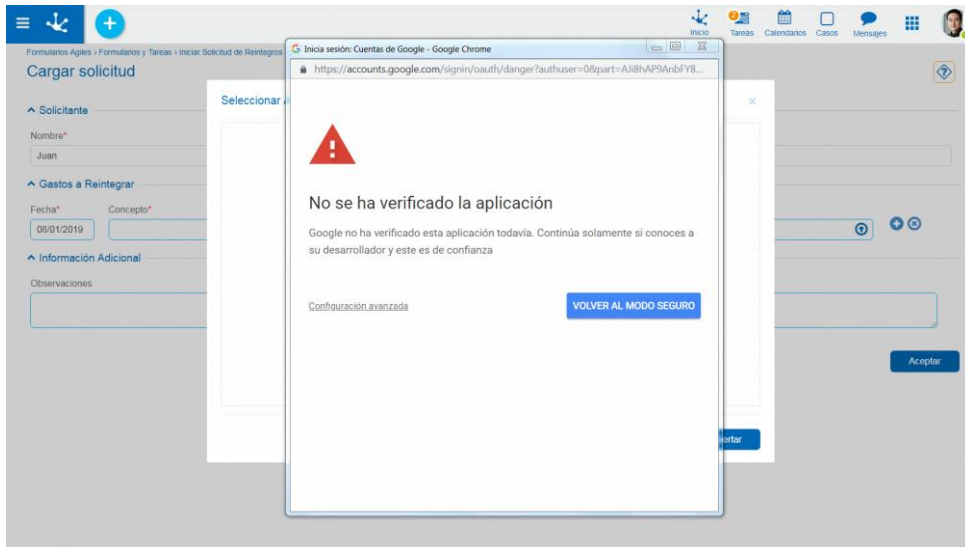 Inicio
2
Tareas
Calendarios
Casos
Mensajes
Formularios Agiles › Formularios y Tareas › Iniciar Solicitud de Reintegros
Cargar solicitud
Solicitante
Nombre*
Juan
Gastos a Reintegrar
Fecha*
Concepto*
08/01/2019
Información Adicional
Observaciones
Aceptar
Seleccionar
Inicia sesión: Cuentas de Google - Google Chrome
https://accounts.google.com/signin/oauth/danger?authuser=0&part=AJi8hAP9AnbFY8...
No se ha verificado la aplicación
Google no ha verificado esta aplicación todavía. Continúa solamente si conoces a
su desarrollador y este es de confianza
Configuración avanzada
VOLVER AL MODO SEGURO